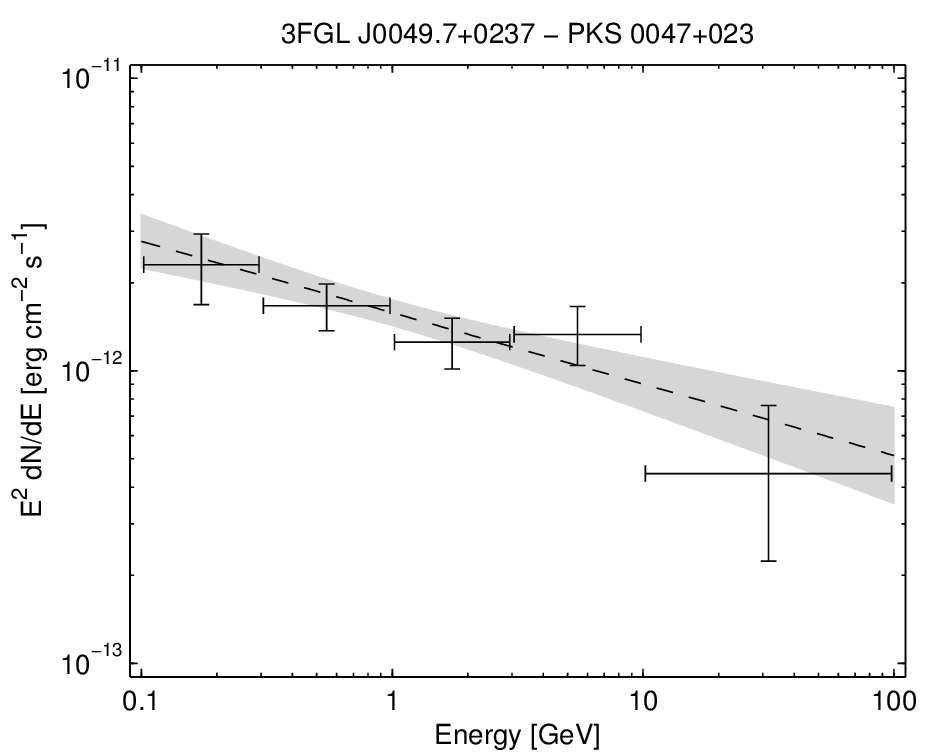 3FGL J0049.7+0237 − PKS 0047+023
10⁻¹¹
10⁻¹²
10⁻¹³
E² dN/dE [erg cm⁻² s⁻¹]
0.1 1 10 100
Energy [GeV]